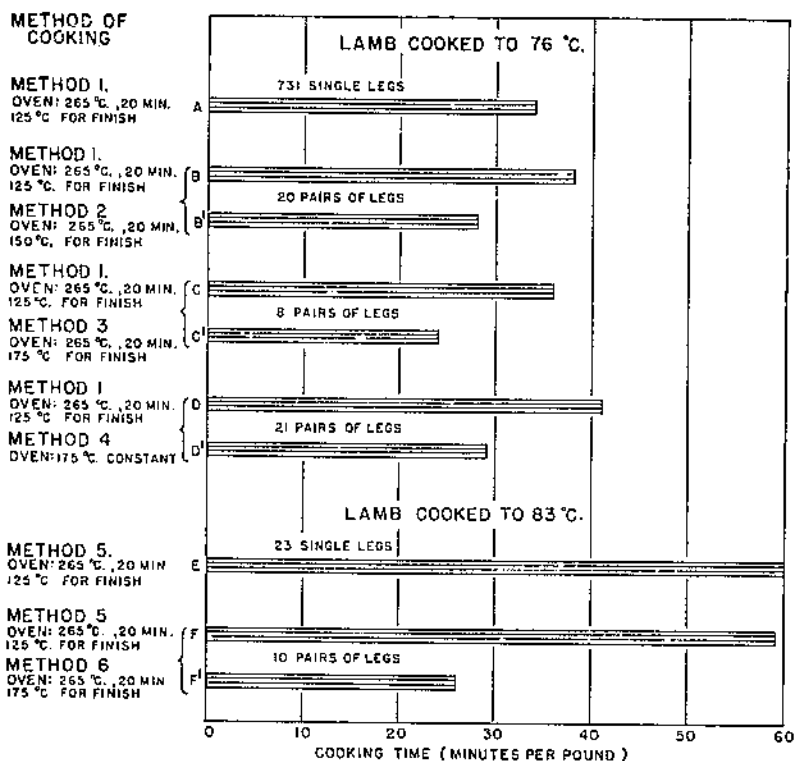 METHOD OF
COOKING
LAMB COOKED TO 76 °C.
METHOD 1.
OVEN: 265 °C. ,20 MIN.
125 °C FOR FINISH
A
731 SINGLE LEGS
METHOD 1.
OVEN: 265 °C. ,20 MIN.
125 °C. FOR FINISH
B
20 PAIRS OF LEGS
METHOD 2
OVEN: 265 °C. ,20 MIN.
150 °C. FOR FINISH
B'
METHOD 1.
OVEN: 265 °C. ,20 MIN.
125 °C. FOR FINISH
C
8 PAIRS OF LEGS
METHOD 3
OVEN: 265 °C. ,20 MIN.
175 °C FOR FINISH
C'
METHOD 1
OVEN: 265 °C. ,20 MIN.
125 °C FOR FINISH
D
21 PAIRS OF LEGS
METHOD 4
OVEN: 175 °C. CONSTANT
D'
LAMB COOKED TO 83 °C.
METHOD 5.
OVEN: 265 °C. ,20 MIN
125 °C FOR FINISH
E
23 SINGLE LEGS
METHOD 5
OVEN: 265 °C. ,20 MIN.
125 °C. FOR FINISH
F
10 PAIRS OF LEGS
METHOD 6
OVEN: 265 °C. ,20 MIN
175 °C FOR FINISH
F'
0 10 20 30 40 50 60
COOKING TIME (MINUTES PER POUND)